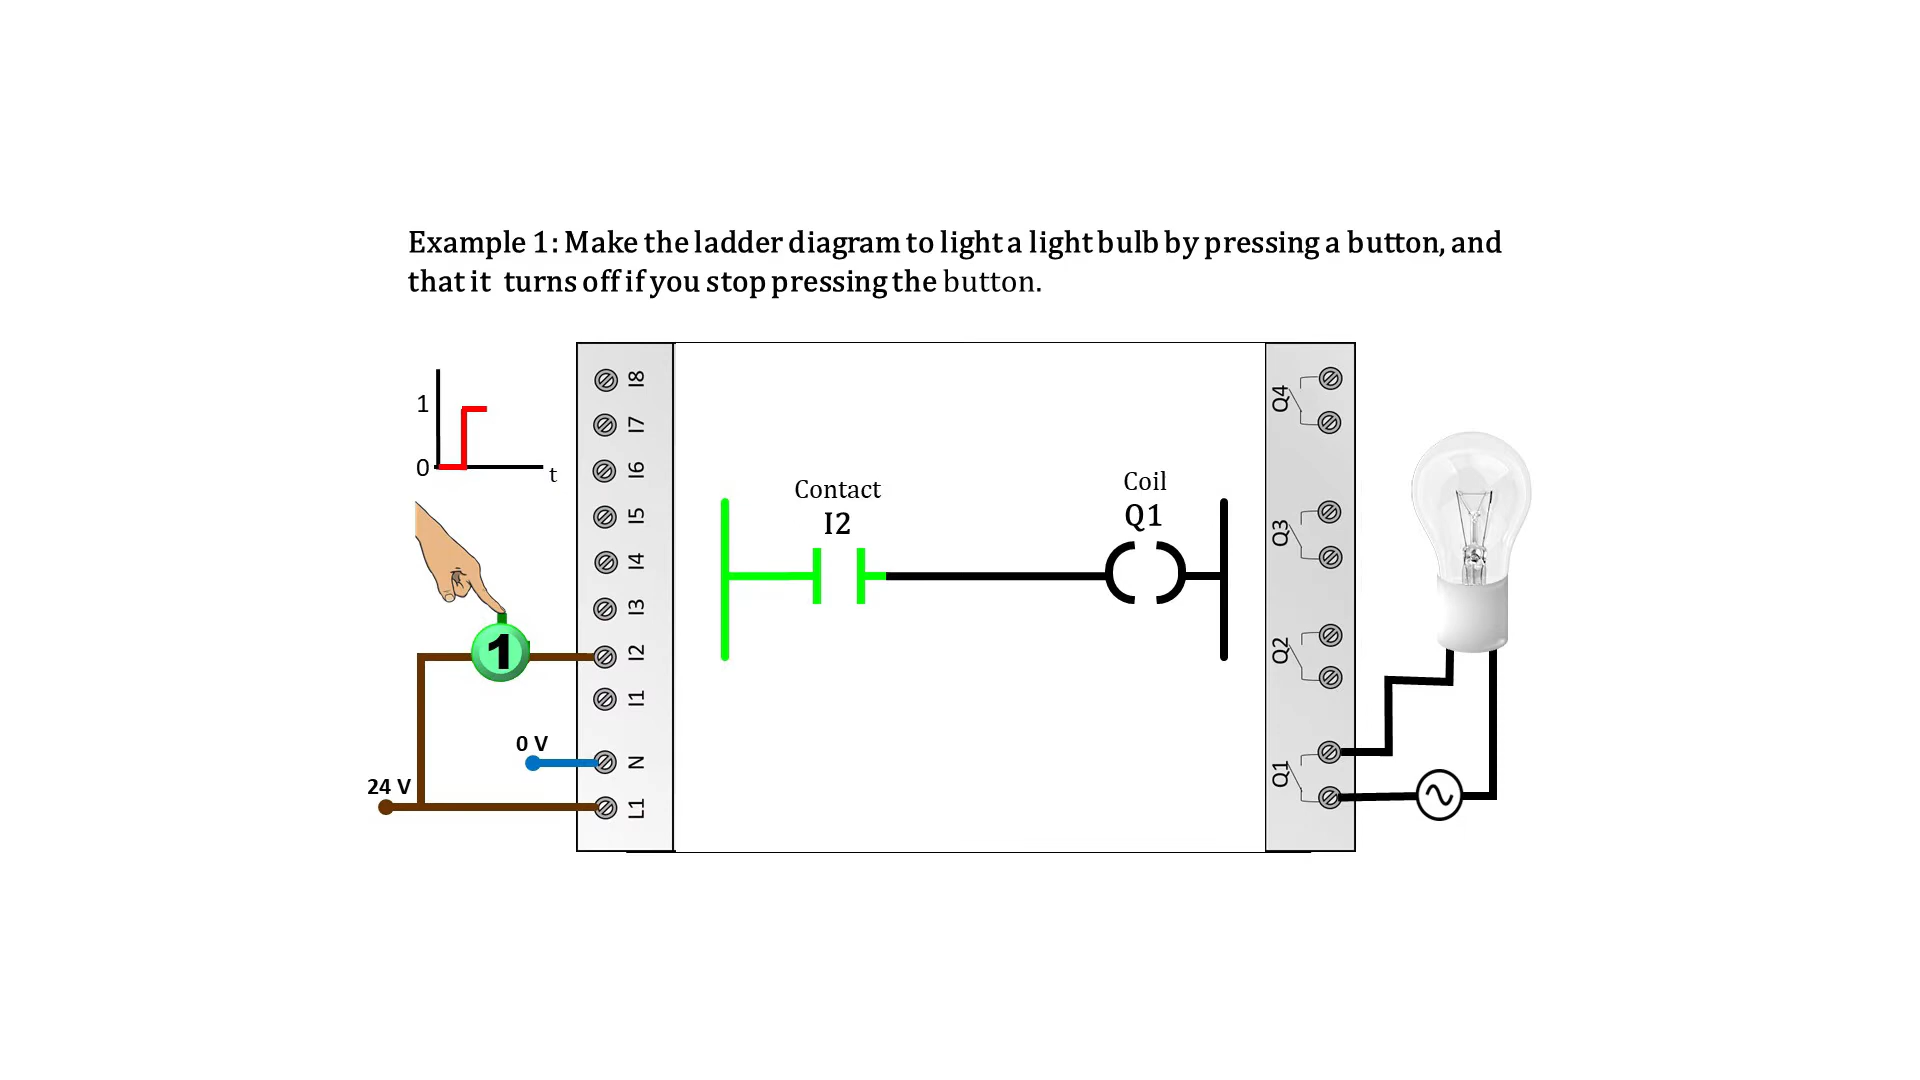 Example 1: Make the ladder diagram to light a light bulb by pressing a button, and
that it turns off if you stop pressing the button.
1
0
t
1
24 V
0 V
I8
I7
I6
I5
I4
I3
I2
I1
N
L1
Contact
I2
Coil
Q1
Q4
Q3
Q2
Q1